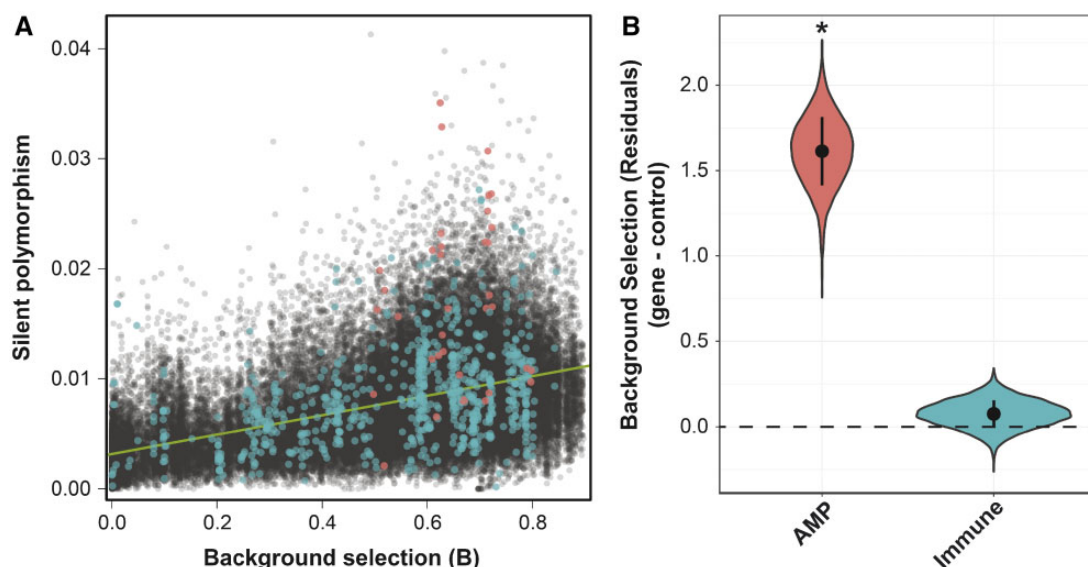 A
Silent polymorphism
0.04
0.03
0.02
0.01
0.00
0.0 0.2 0.4 0.6 0.8
Background selection (B)
B
Background Selection (Residuals)
(gene - control)
2.0
1.5
1.0
0.5
0.0
*
AMP
Immune